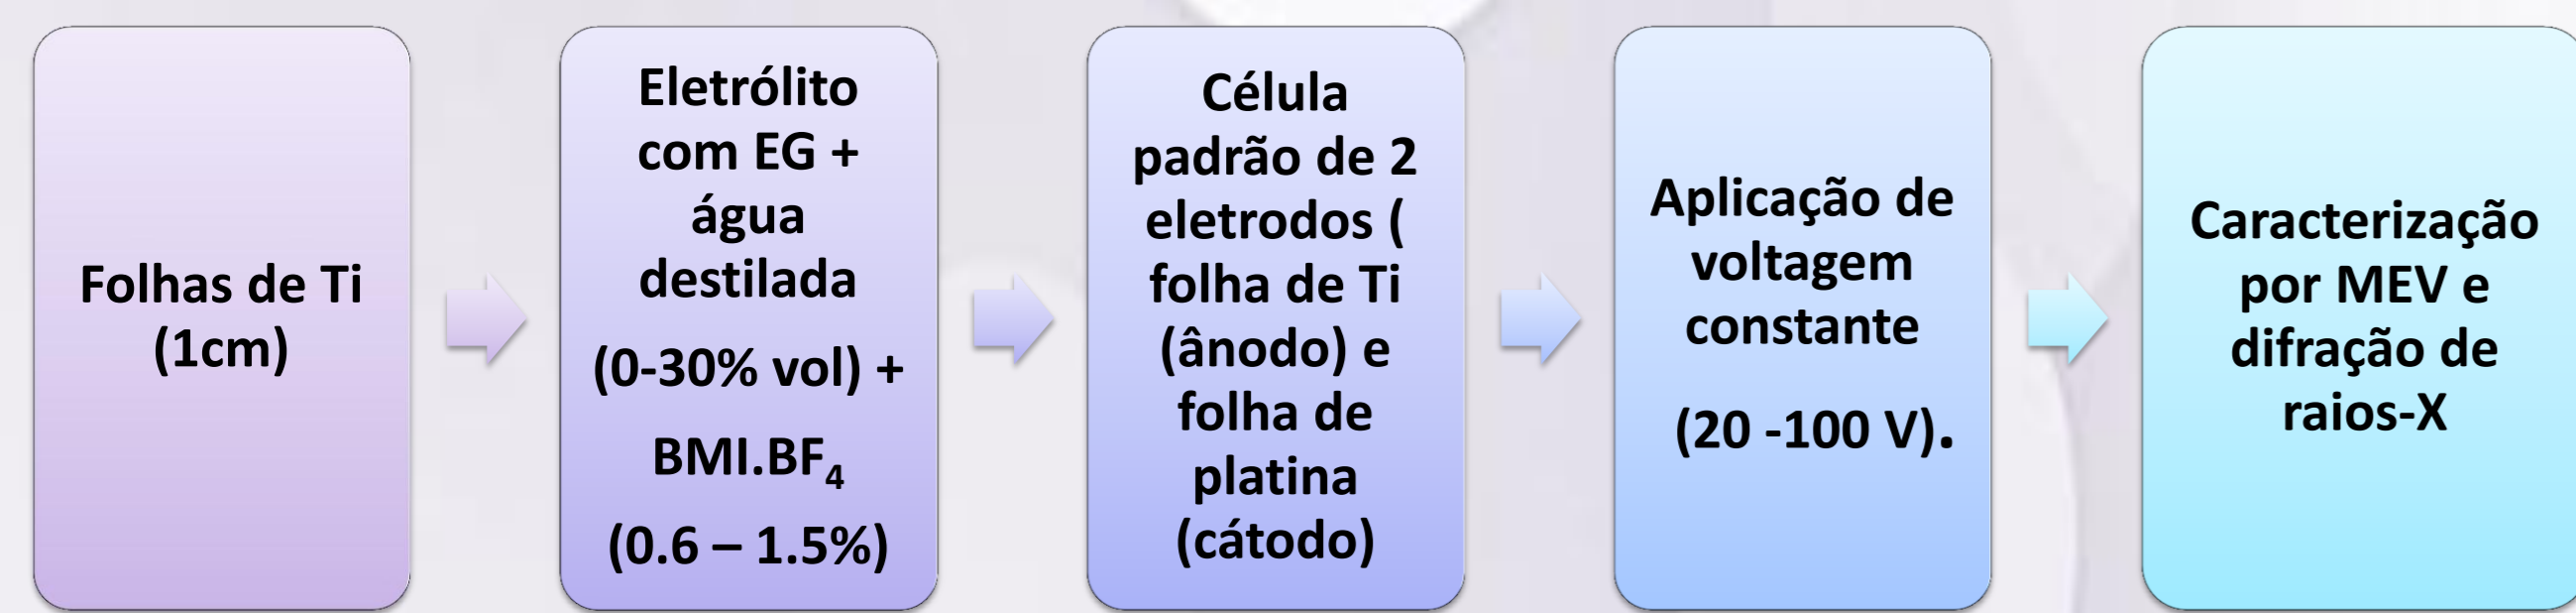 Folhas de Ti
(1cm)
Eletrólito
com EG +
água
destilada
(0-30% vol) +
BMI.BF₄
(0.6 – 1.5%)
Célula
padrão de 2
eletrodos (
folha de Ti
(ânodo) e
folha de
platina
(cátodo)
Aplicação de
voltagem
constante
(20 -100 V).
Caracterização
por MEV e
difração de
raios-X